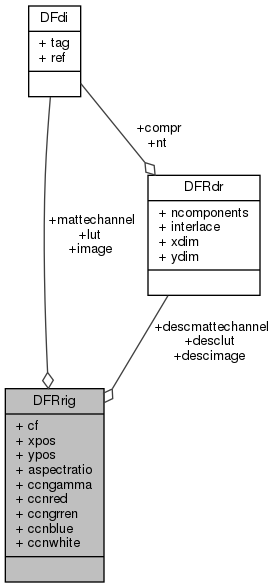 DFdi
+ tag
+ ref
+compr
+nt
DFRdr
+ ncomponents
+ interlace
+ xdim
+ ydim
+mattechannel
+lut
+image
+descmattechannel
+desclut
+descimage
DFRrig
+ cf
+ xpos
+ ypos
+ aspectratio
+ ccngamma
+ ccnred
+ ccngrren
+ ccnblue
+ ccnwhite